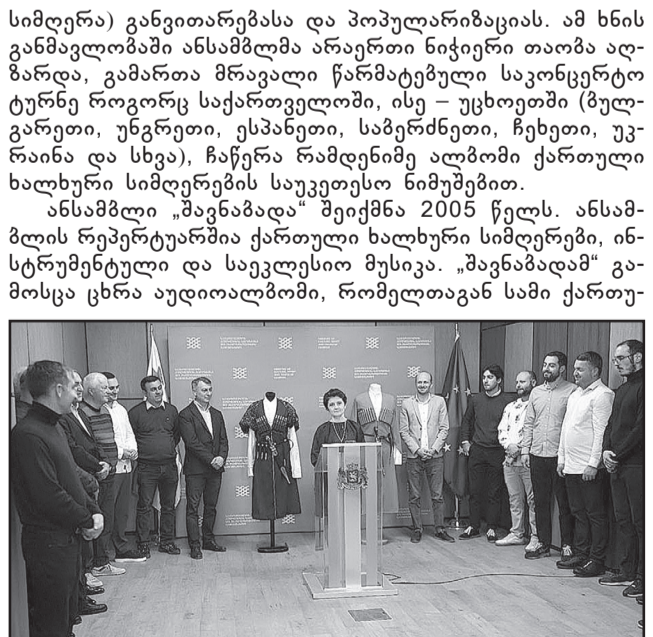 სიმღერა) განვითარებასა და პოპულარიზაციას. ამ ხნის
განმავლობაში ანსამბლმა არაერთი ნიჭიერი თაობა აღ-
ზარდა, გამართა მრავალი წარმატებული საკონცერტო
ტურნე როგორც საქართველოში, ისე – უცხოეთში (ბულ-
გარეთი, უნგრეთი, ესპანეთი, საბერძნეთი, ჩეხეთი, უკ-
რაინა და სხვა), ჩაწერა რამდენიმე ალბომი ქართული
ხალხური სიმღერების საუკეთესო ნიმუშებით.
ანსამბლი „შავნაბადა“ შეიქმნა 2005 წელს. ანსამ-
ბლის რეპერტუარშია ქართული ხალხური სიმღერები, ინ-
სტრუმენტული და საეკლესიო მუსიკა. „შავნაბადამ“ გა-
მოსცა ცხრა აუდიოალბომი, რომელთაგან სამი ქართუ-